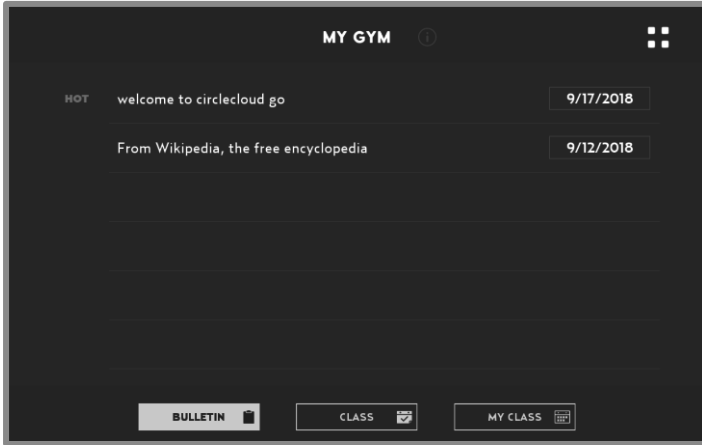 MY GYM
HOT welcome to circlecloud go 9/17/2018
From Wikipedia, the free encyclopedia 9/12/2018
BULLETIN CLASS MY CLASS